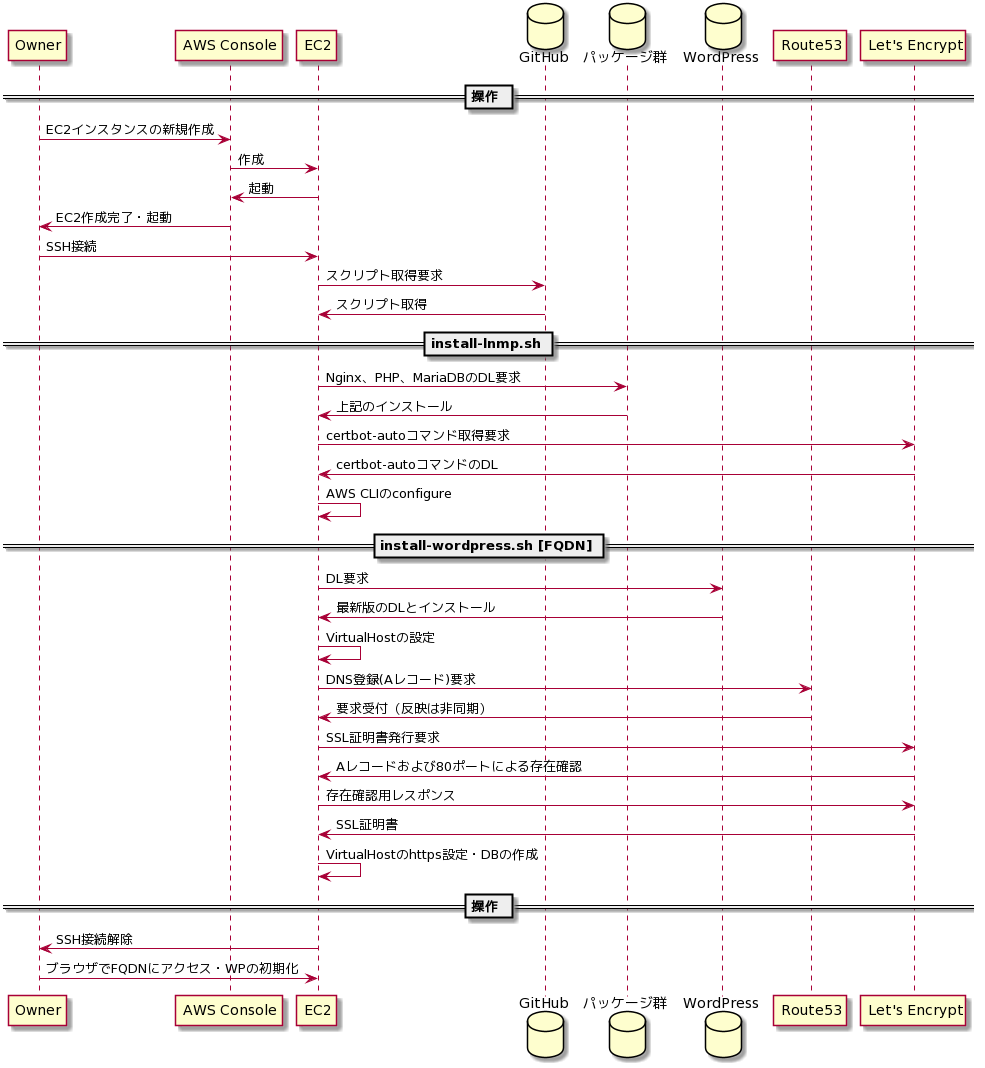 Owner
AWS Console
EC2
GitHub
パッケージ群
WordPress
Route53
Let's Encrypt
操作
EC2インスタンスの新規作成
作成
起動
EC2作成完了・起動
SSH接続
スクリプト取得要求
スクリプト取得
install-lnmp.sh
Nginx、PHP、MariaDBのDL要求
上記のインストール
certbot-autoコマンド取得要求
certbot-autoコマンドのDL
AWS CLIのconfigure
install-wordpress.sh [FQDN]
DL要求
最新版のDLとインストール
VirtualHostの設定
DNS登録(Aレコード)要求
要求受付（反映は非同期）
SSL証明書発行要求
Aレコードおよび80ポートによる存在確認
存在確認用レスポンス
SSL証明書
VirtualHostのhttps設定・DBの作成
操作
SSH接続解除
ブラウザでFQDNにアクセス・WPの初期化
Owner
AWS Console
EC2
GitHub
パッケージ群
WordPress
Route53
Let's Encrypt